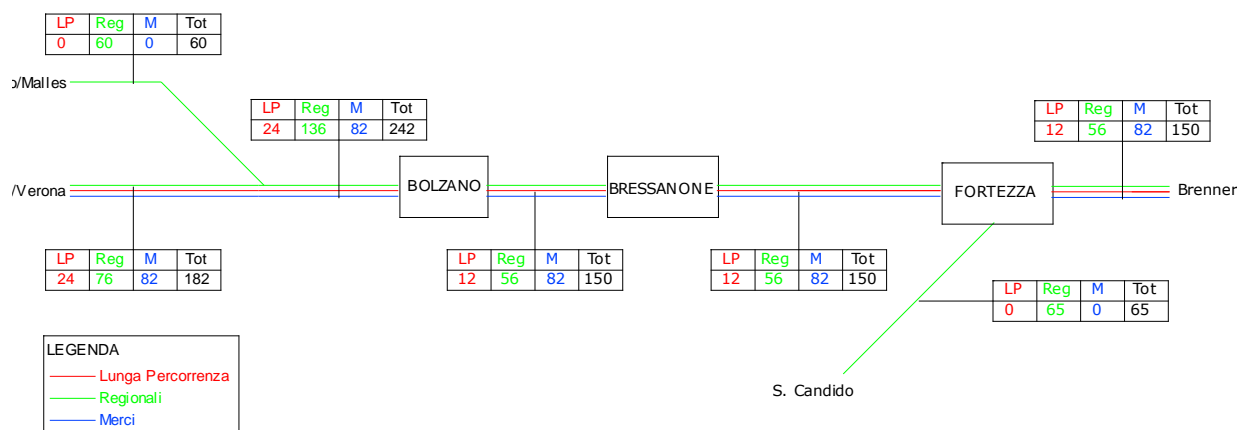 LP Reg M Tot
0 60 0 60
o/Malles
LP Reg M Tot
24 136 82 242
LP Reg M Tot
12 56 82 150
/Verona
BOLZANO
BRESSANONE
FORTEZZA
Brenner
LP Reg M Tot
24 76 82 182
LP Reg M Tot
12 56 82 150
LP Reg M Tot
12 56 82 150
LP Reg M Tot
0 65 0 65
S. Candido
LEGENDA
Lunga Percorrenza
Regionali
Merci